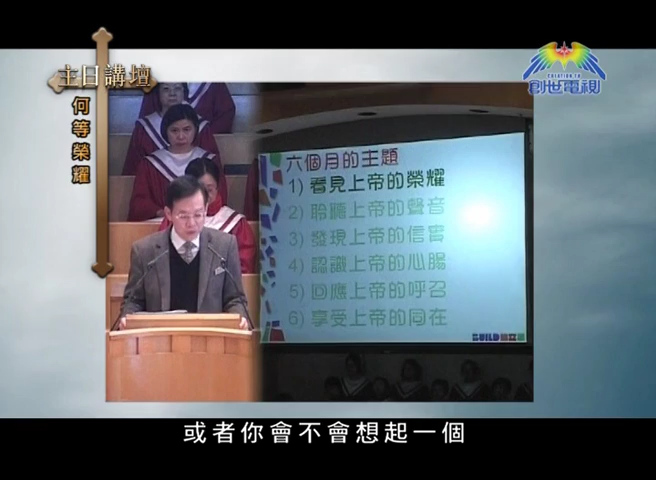 主日講壇
何等榮耀
CREATION TV
創世電視
六個月的主題
1) 看見上帝的榮耀
2) 聆聽上帝的聲音
3) 發現上帝的信實
4) 認識上帝的心腸
5) 回應上帝的呼召
6) 享受上帝的同在
或者你會不會想起一個